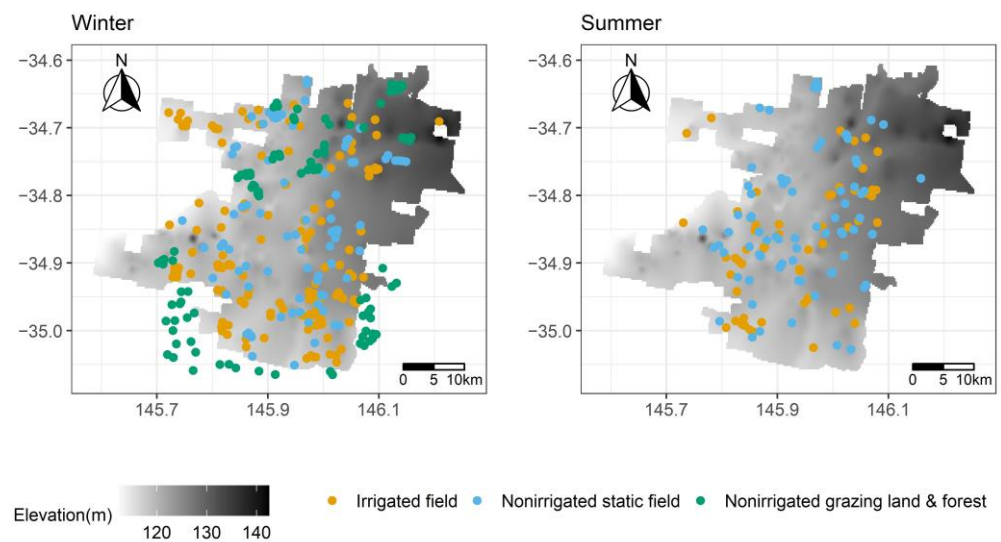 Winter
Summer
−34.6
−34.7
−34.8
−34.9
−35.0
N
0 5 10km
145.7 145.9 146.1
−34.6
−34.7
−34.8
−34.9
−35.0
N
0 5 10km
145.7 145.9 146.1
Elevation(m)
120 130 140
Irrigated field Nonirrigated static field Nonirrigated grazing land & forest